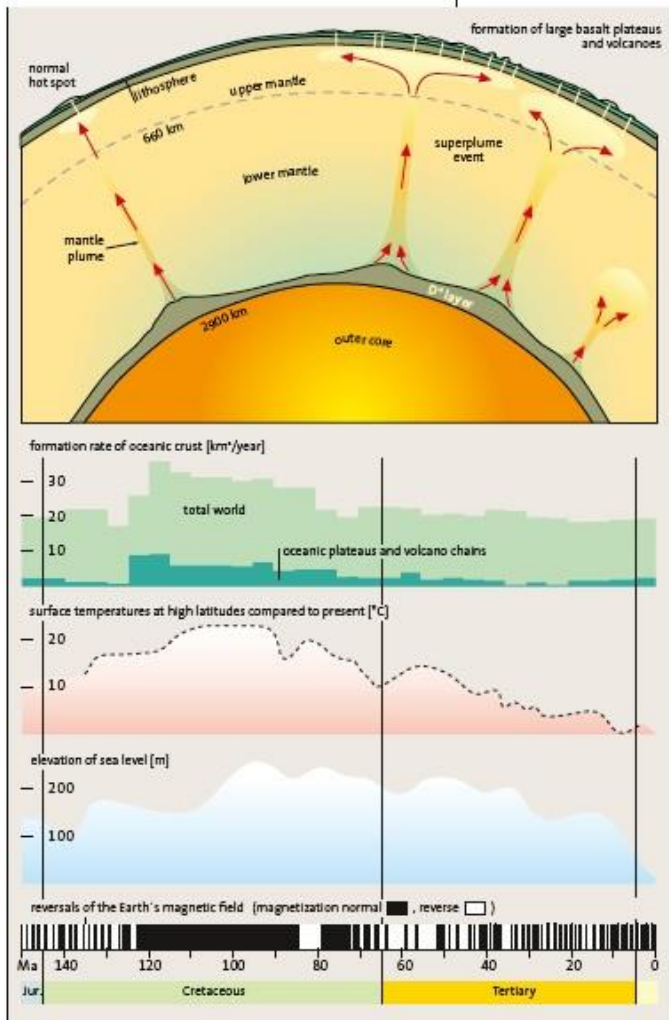 formation of large basalt plateaus
and volcanoes
normal
hot spot
lithosphere
upper mantle
660 km
superplume
event
lower mantle
mantle
plume
D" layer
2900 km
outer core
formation rate of oceanic crust [km³/year]
30
total world
20
10
oceanic plateaus and volcano chains
surface temperatures at high latitudes compared to present [°C]
20
10
elevation of sea level [m]
200
100
reversals of the Earth's magnetic field (magnetization normal , reverse )
Ma 140 120 100 80 60 40 20 0
Jur. Cretaceous Tertiary